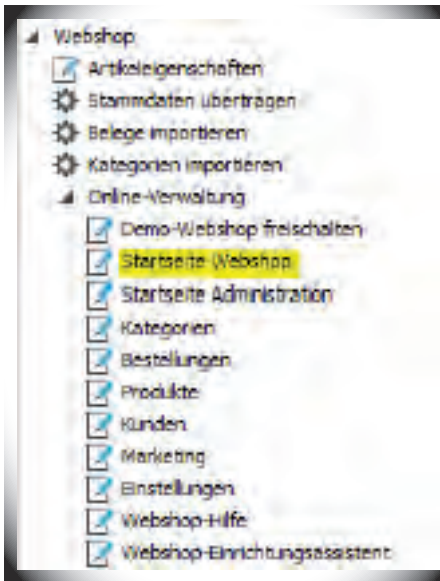 Webshop
Artikeleigenschaften
Stammdaten übertragen
Belege importieren
Kategorien importieren
Online-Verwaltung
Demo-Webshop freischalten
Startseite Webshop
Startseite Administration
Kategorien
Bestellungen
Produkte
Kunden
Marketing
Einstellungen
Webshop-Hilfe
Webshop-Einrichtungsassistent